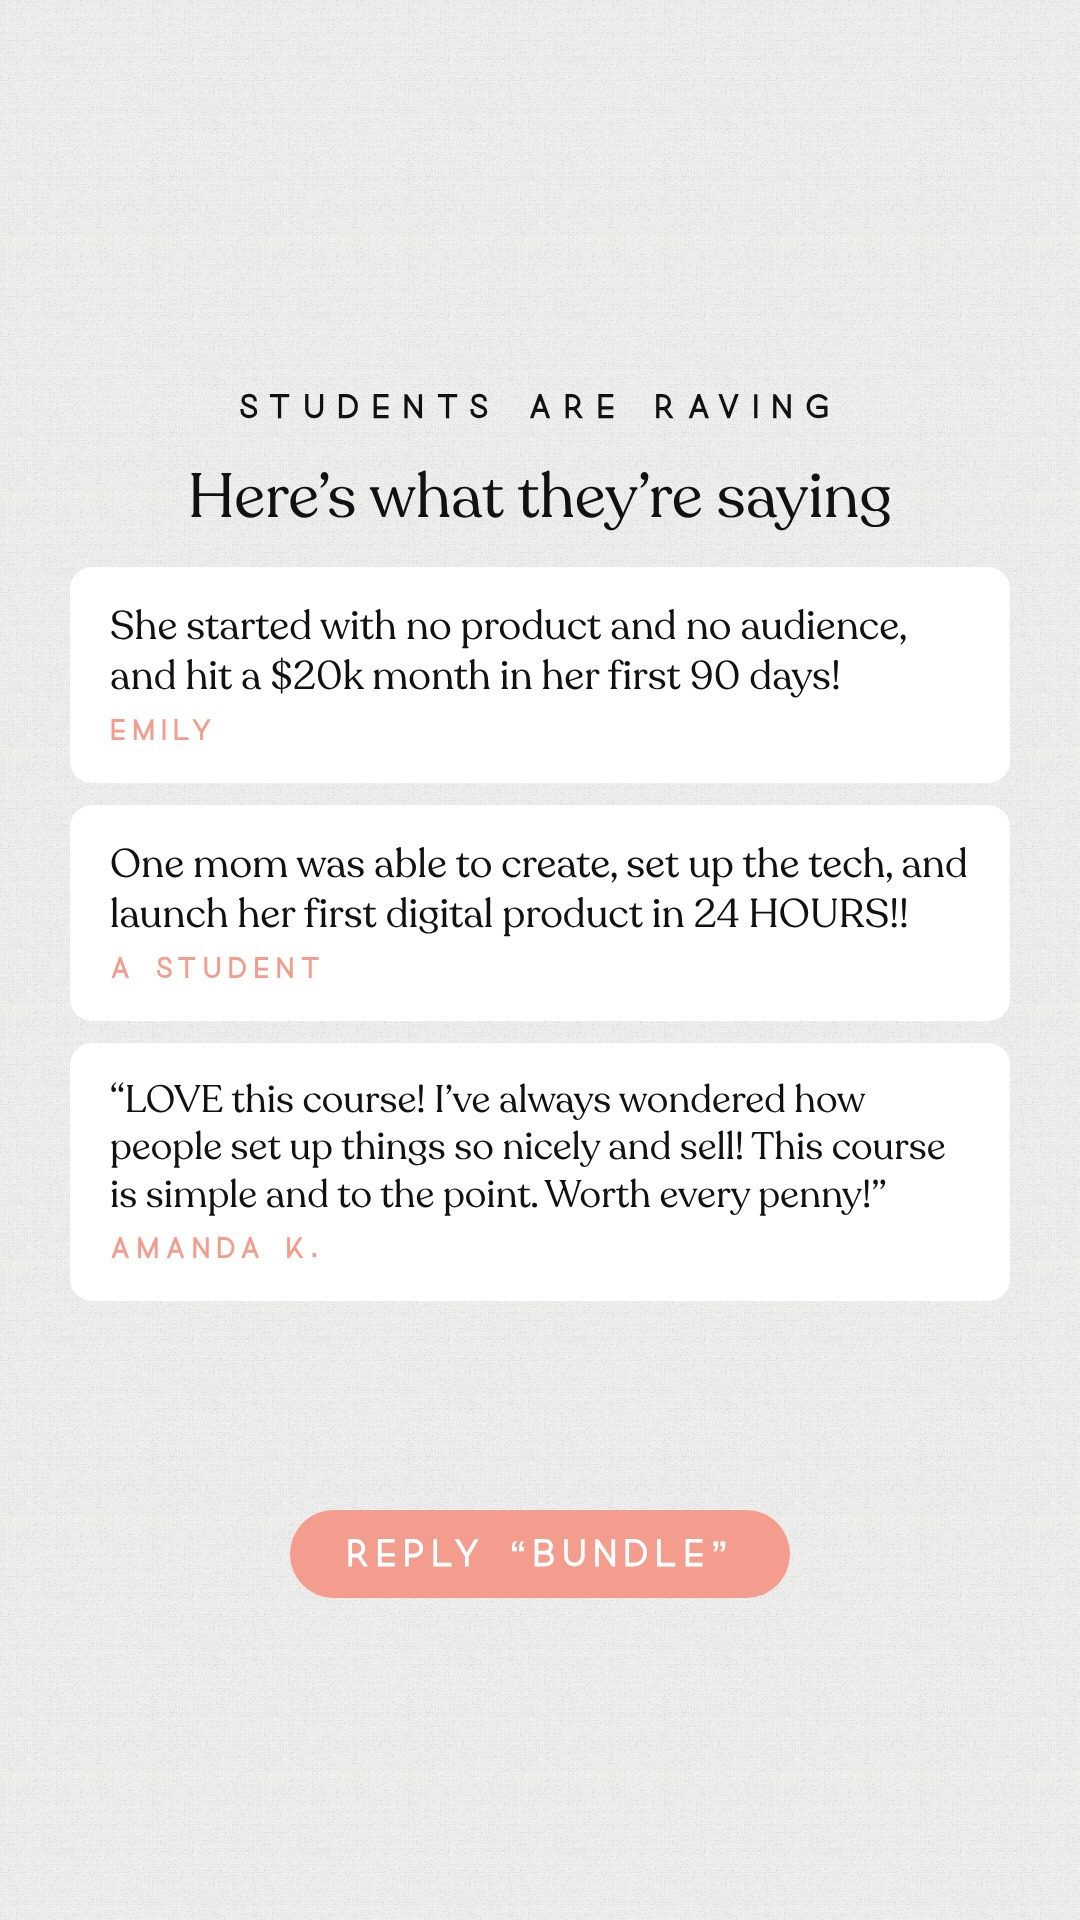 STUDENTS ARE RAVING
Here’s what they’re saying
She started with no product and no audience,
and hit a $20k month in her first 90 days!
EMILY
One mom was able to create, set up the tech, and
launch her first digital product in 24 HOURS!!
A STUDENT
“LOVE this course! I’ve always wondered how
people set up things so nicely and sell! This course
is simple and to the point. Worth every penny!”
AMANDA K.
REPLY “BUNDLE”